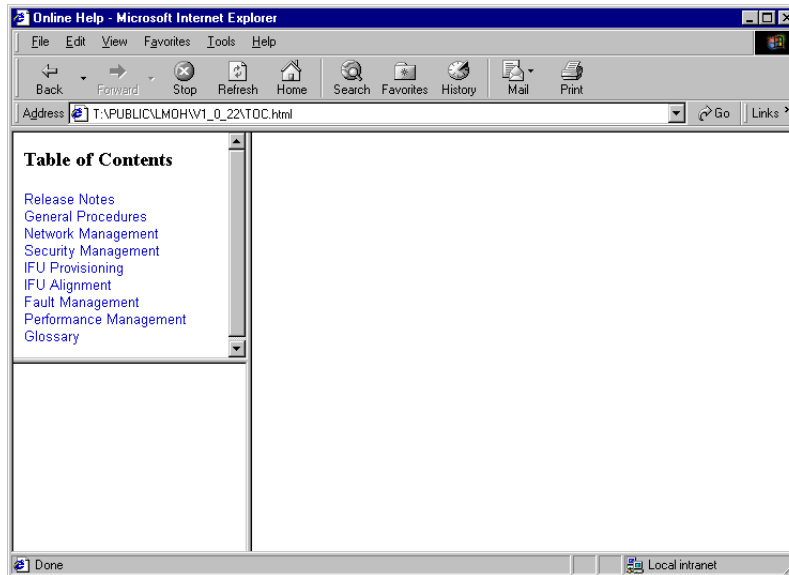 Online Help - Microsoft Internet Explorer
File Edit View Favorites Tools Help
Back Forward Stop Refresh Home Search Favorites History Mail Print
Address T:\PUBLIC\LMOH\V1_0_22\TOC.html Go Links
Table of Contents
Release Notes
General Procedures
Network Management
Security Management
IFU Provisioning
IFU Alignment
Fault Management
Performance Management
Glossary
Done Local intranet